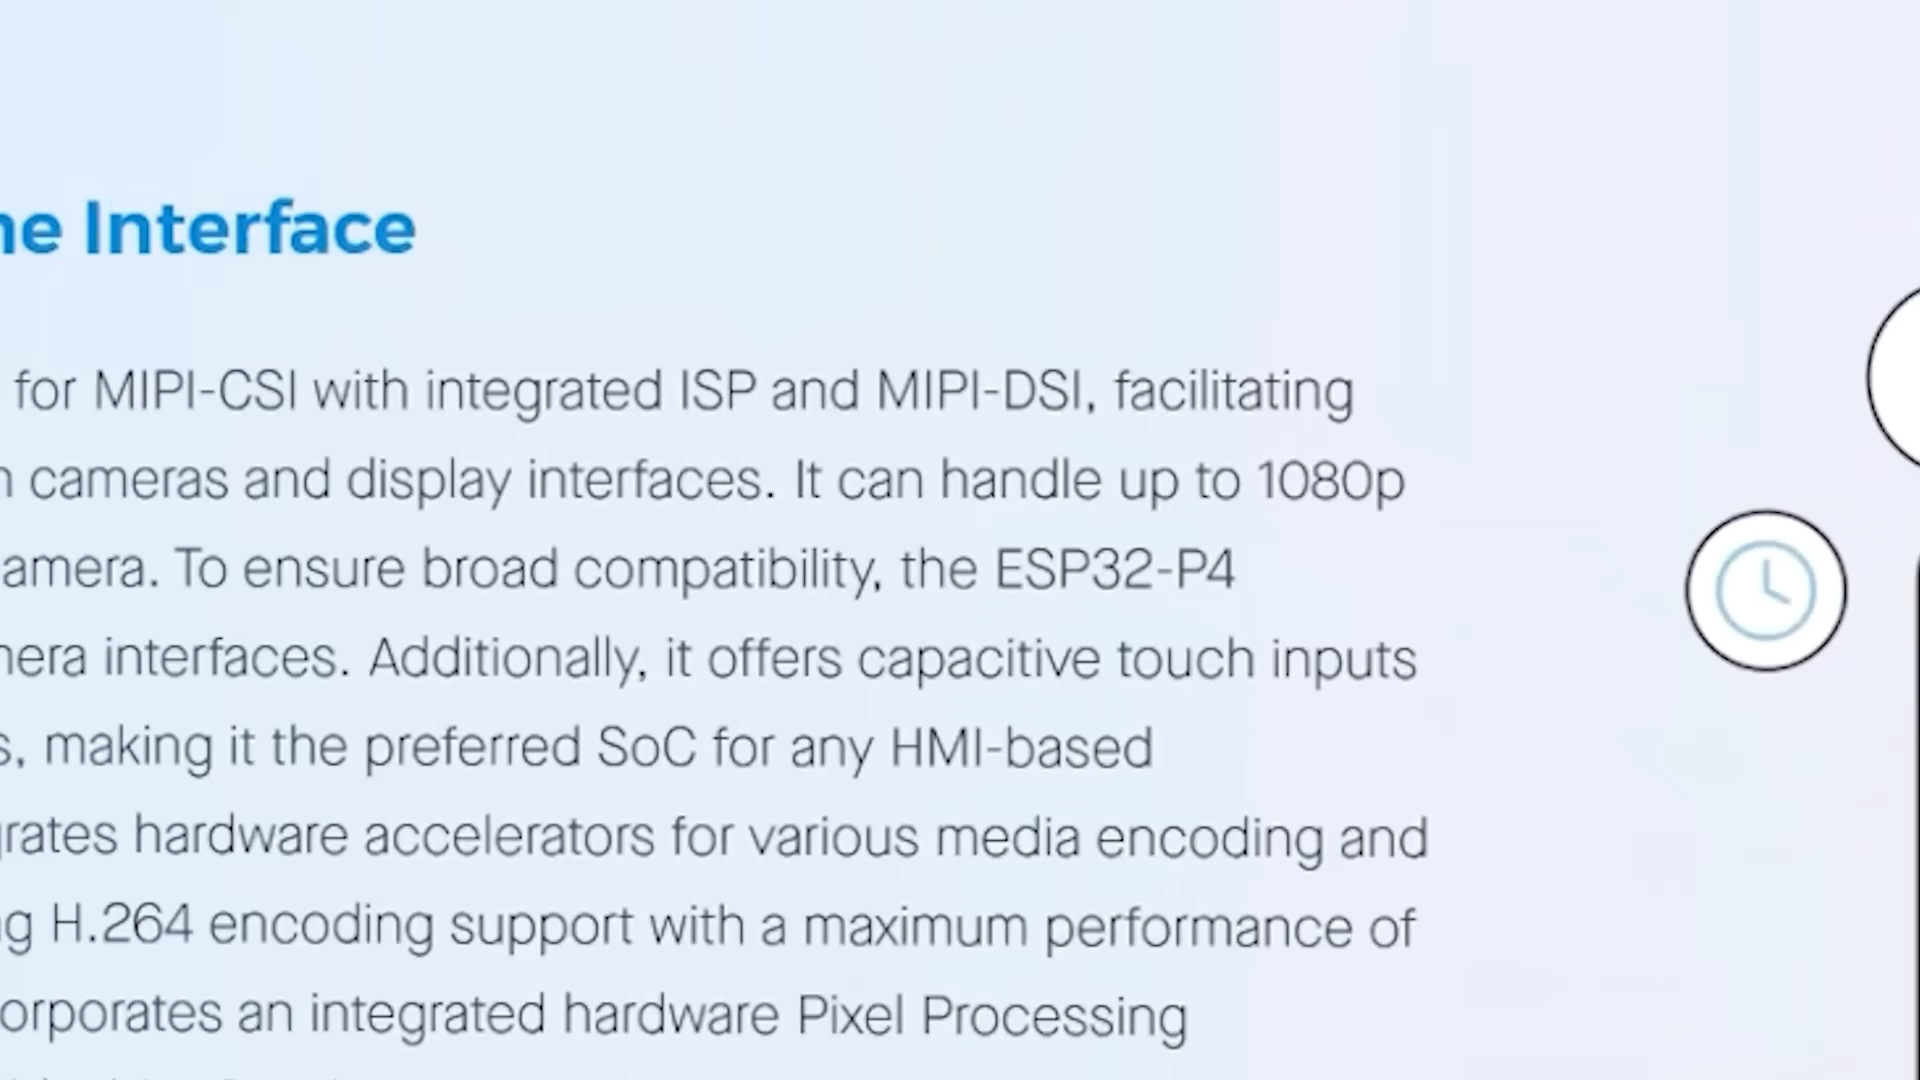 Interface
for MIPI-CSI with integrated ISP and MIPI-DSI, facilitating
cameras and display interfaces. It can handle up to 1080p
amera. To ensure broad compatibility, the ESP32-P4
era interfaces. Additionally, it offers capacitive touch inputs
s, making it the preferred SoC for any HMI-based
rates hardware accelerators for various media encoding and
g H.264 encoding support with a maximum performance of
orporates an integrated hardware Pixel Processing